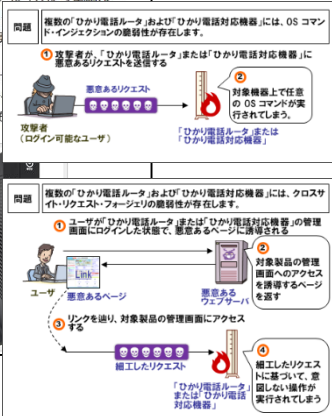 問題
複数の「ひかり電話ルータ」および「ひかり電話対応機器」には、OS コマン
ド・インジェクションの脆弱性が存在します。
1 攻撃者が、「ひかり電話ルータ」または「ひかり電話対応機器」に
悪意あるリクエストを送信する
悪意あるリクエスト
2
対象機器上で任意
の OS コマンドが実
行されてしまう。
攻撃者
(ログイン可能なユーザ)
「ひかり電話ルータ」または
「ひかり電話対応機器」
問題
複数の「ひかり電話ルータ」および「ひかり電話対応機器」には、クロスサ
イト・リクエスト・フォージェリの脆弱性が存在します。
1 ユーザが「ひかり電話ルータ」または「ひかり電話対応機器」の管理
画面にログインした状態で、悪意あるページに誘導される
Link
ユーザ
悪意あるページ
悪意ある
ウェブサーバ
2
対象製品の管理
画面へのアクセス
を誘導するページ
を返す
3 リンクを辿り、対象製品の管理画面にアクセス
する
細工したリクエスト
「ひかり電話ルータ」
または「ひかり電話
対応機器」
4
細工したリクエス
トに基づいて、意
図しない操作が
実行されてしまう